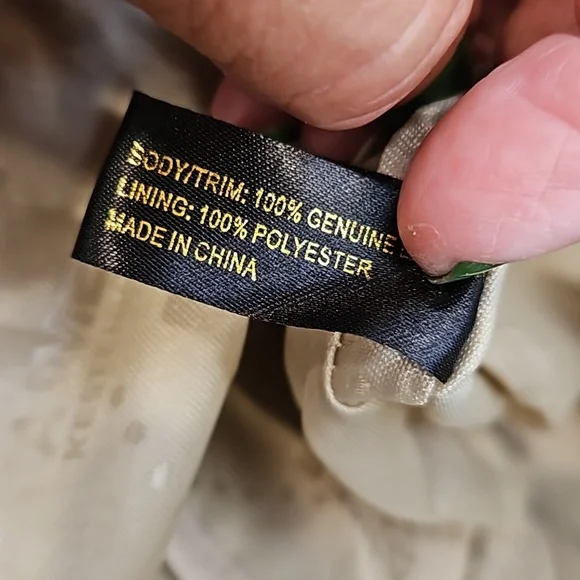 BODY/TRIM: 100% GENUINE
LINING: 100% POLYESTER
MADE IN CHINA